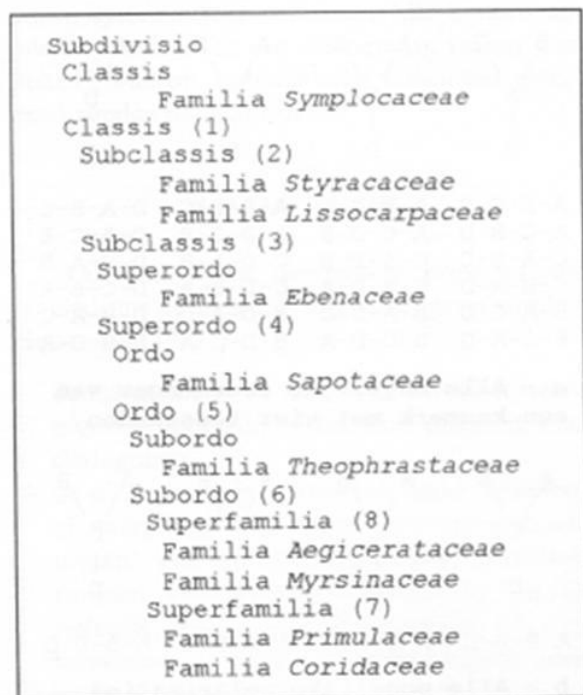 Subdivisio
Classis
Familia Symplocaceae
Classis (1)
Subclassis (2)
Familia Styracaceae
Familia Lissocarpaceae
Subclassis (3)
Superordo
Familia Ebenaceae
Superordo (4)
Ordo
Familia Sapotaceae
Ordo (5)
Subordo
Familia Theophrastaceae
Subordo (6)
Superfamilia (8)
Familia Aegicerataceae
Familia Myrsinaceae
Superfamilia (7)
Familia Primulaceae
Familia Coridaceae